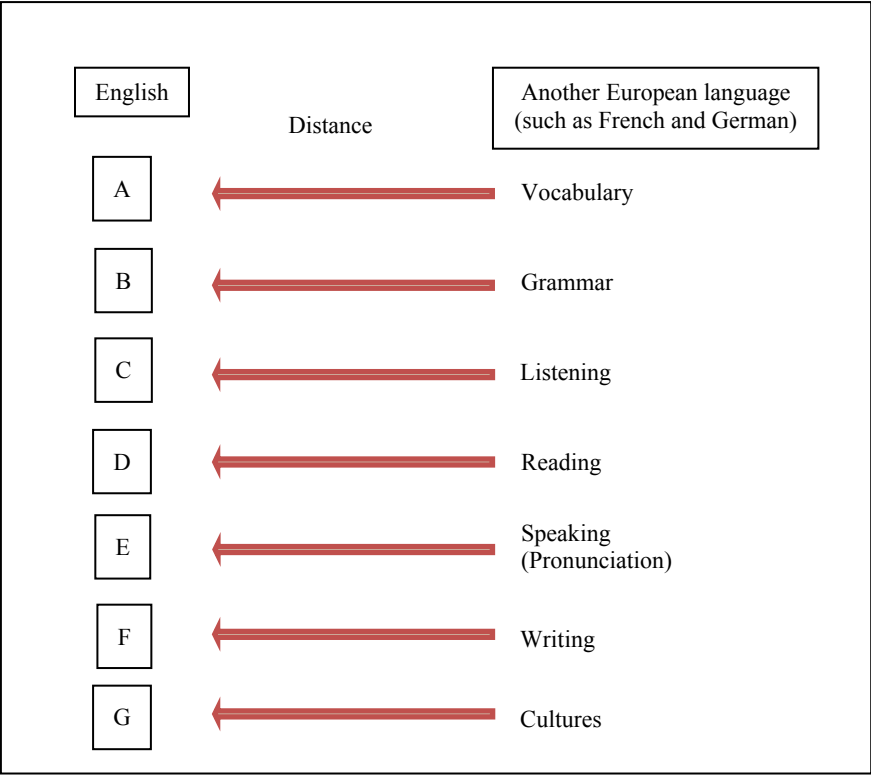 English
Another European language
(such as French and German)
Distance
A
Vocabulary
B
Grammar
C
Listening
D
Reading
E
Speaking
(Pronunciation)
F
Writing
G
Cultures